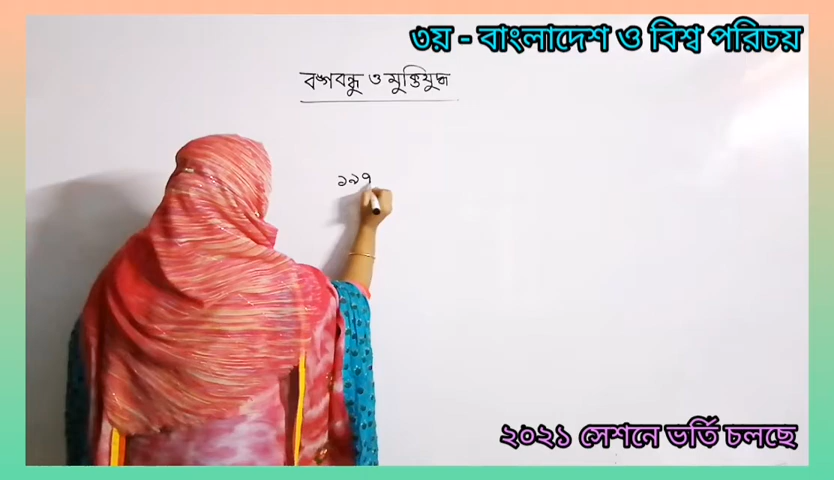 ৩য় - বাংলাদেশ ও বিশ্ব পরিচয়
বঙ্গবন্ধু ও মুক্তিযুদ্ধ
১৯৭
২০২১ সেশনে ভর্তি চলছে